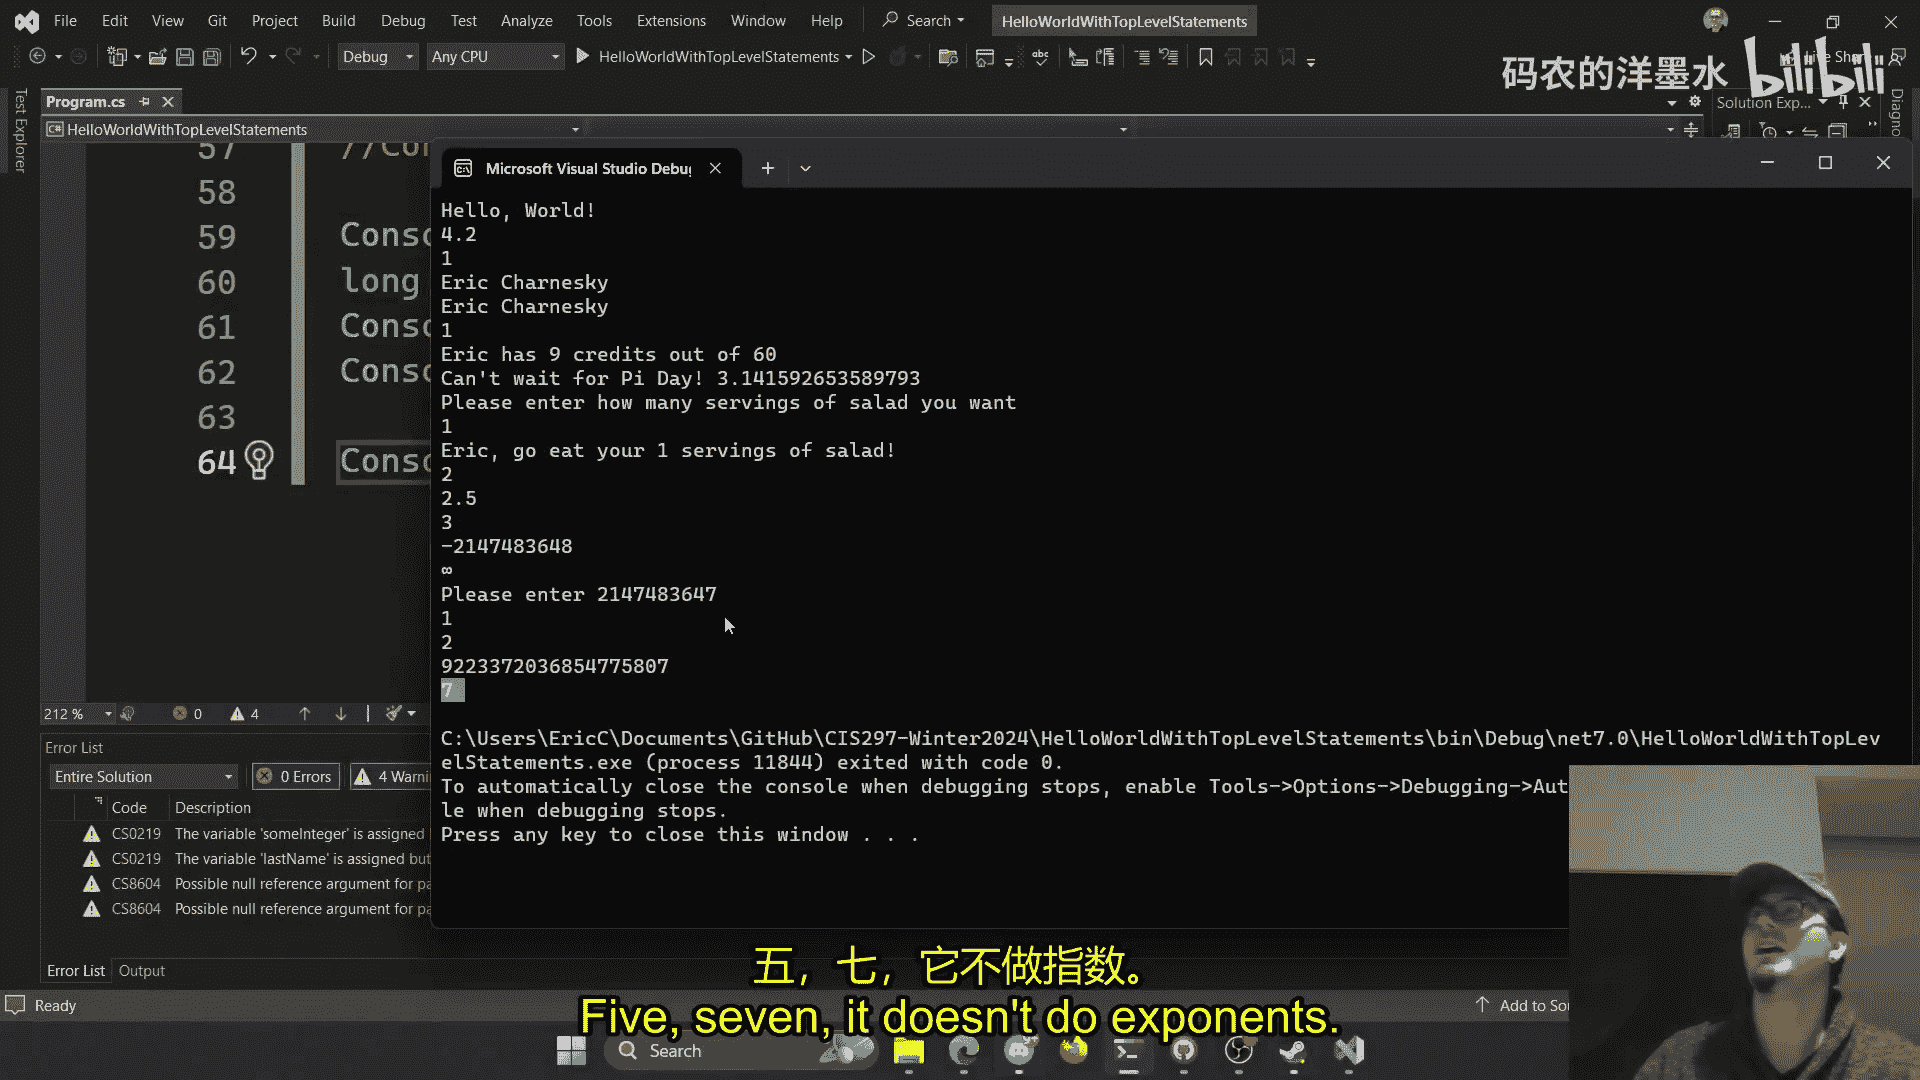 File Edit View Git Project Build Debug Test Analyze Tools Extensions Window Help Search HelloWorldWithTopLevelStatements
Debug Any CPU HelloWorldWithTopLevelStatements
码农的洋墨水 bilibili
Test Explorer
Program.cs
Solution Exp...
HelloWorldWithTopLevelStatements
57 //Con
58
59 Conso
60 long
61 Conso
62 Conso
63
64 Conso
Microsoft Visual Studio Debug
Hello, World!
4.2
1
Eric Charnesky
Eric Charnesky
1
Eric has 9 credits out of 60
Can't wait for Pi Day! 3.141592653589793
Please enter how many servings of salad you want
1
Eric, go eat your 1 servings of salad!
2
2.5
3
-2147483648
∞
Please enter 2147483647
1
2
9223372036854775807
7
C:\Users\EricC\Documents\GitHub\CIS297-Winter2024\HelloWorldWithTopLevelStatements\bin\Debug\net7.0\HelloWorldWithTopLev
elStatements.exe (process 11844) exited with code 0.
To automatically close the console when debugging stops, enable Tools->Options->Debugging->Aut
le when debugging stops.
Press any key to close this window . . .
212 % 0 4
Error List
Entire Solution 0 Errors 4 Warni
Code Description
CS0219 The variable 'someInteger' is assigned
CS0219 The variable 'lastName' is assigned but
CS8604 Possible null reference argument for pa
CS8604 Possible null reference argument for pa
Error List Output
Ready
Add to So
五，七，它不做指数。
Five, seven, it doesn't do exponents.
Search